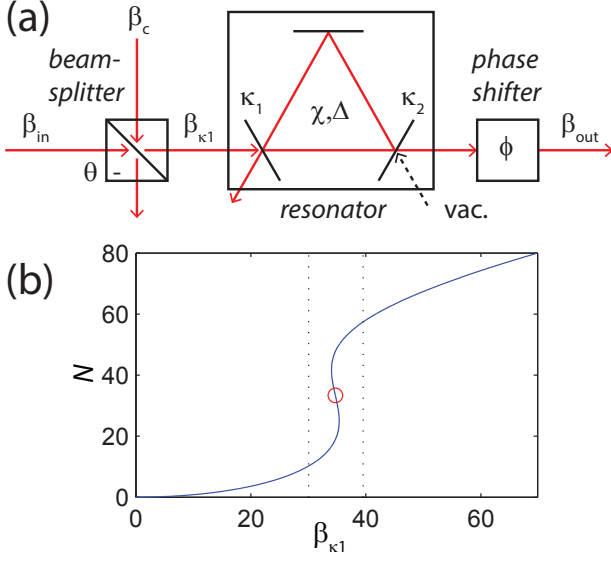 (a)
β_c
beam-
splitter
β_in
θ
-
β_κ1
κ_1
χ,Δ
κ_2
resonator
vac.
phase
shifter
ϕ
β_out
(b)
80
60
40
20
0
N
0
20
40
60
β_κ1